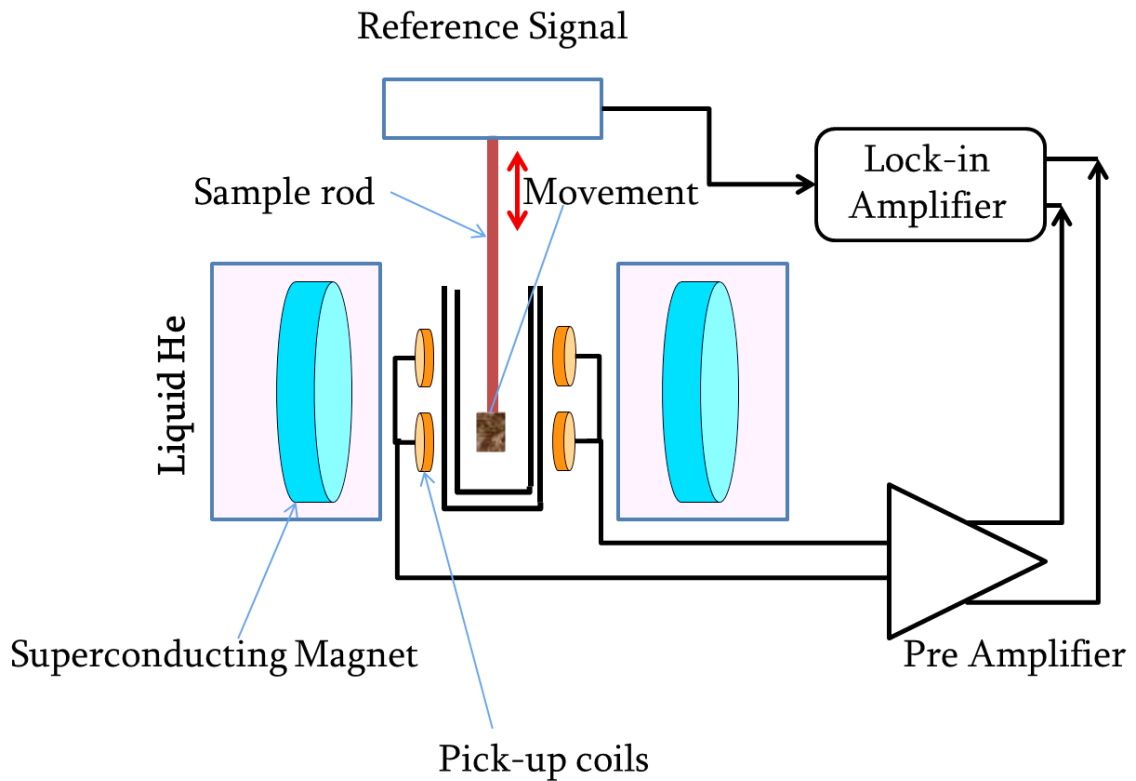 Reference Signal
Lock-in
Amplifier
Sample rod
Movement
Liquid He
Superconducting Magnet
Pre Amplifier
Pick-up coils